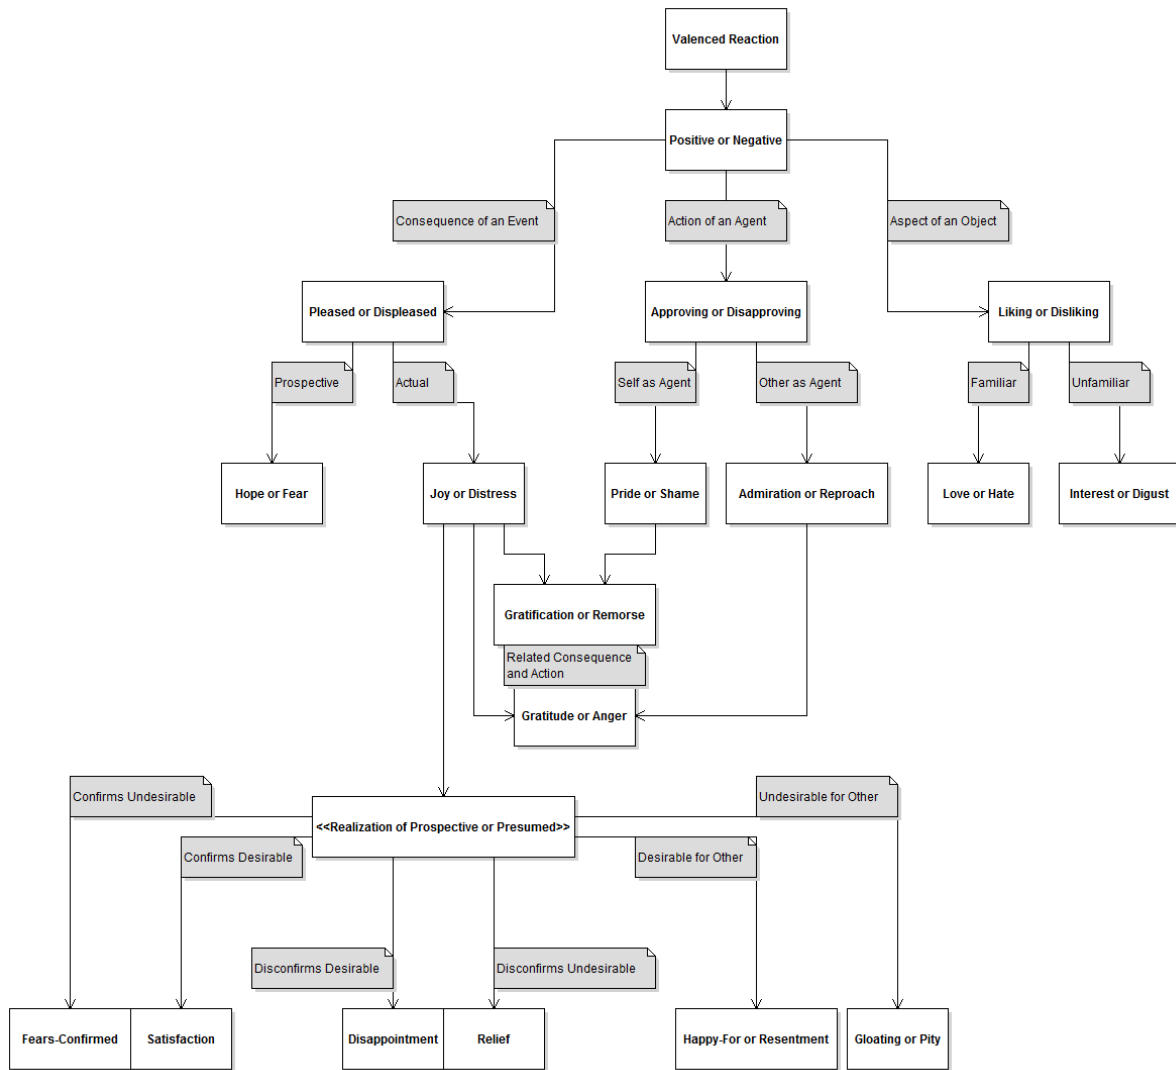 Valenced Reaction
Positive or Negative
Consequence of an Event
Action of an Agent
Aspect of an Object
Pleased or Displeased
Approving or Disapproving
Liking or Disliking
Prospective
Actual
Self as Agent
Other as Agent
Familiar
Unfamiliar
Hope or Fear
Joy or Distress
Pride or Shame
Admiration or Reproach
Love or Hate
Interest or Digust
Gratification or Remorse
Related Consequence
and Action
Gratitude or Anger
Confirms Undesirable
Undesirable for Other
<<Realization of Prospective or Presumed>>
Confirms Desirable
Desirable for Other
Disconfirms Desirable
Disconfirms Undesirable
Fears-Confirmed
Satisfaction
Disappointment
Relief
Happy-For or Resentment
Gloating or Pity